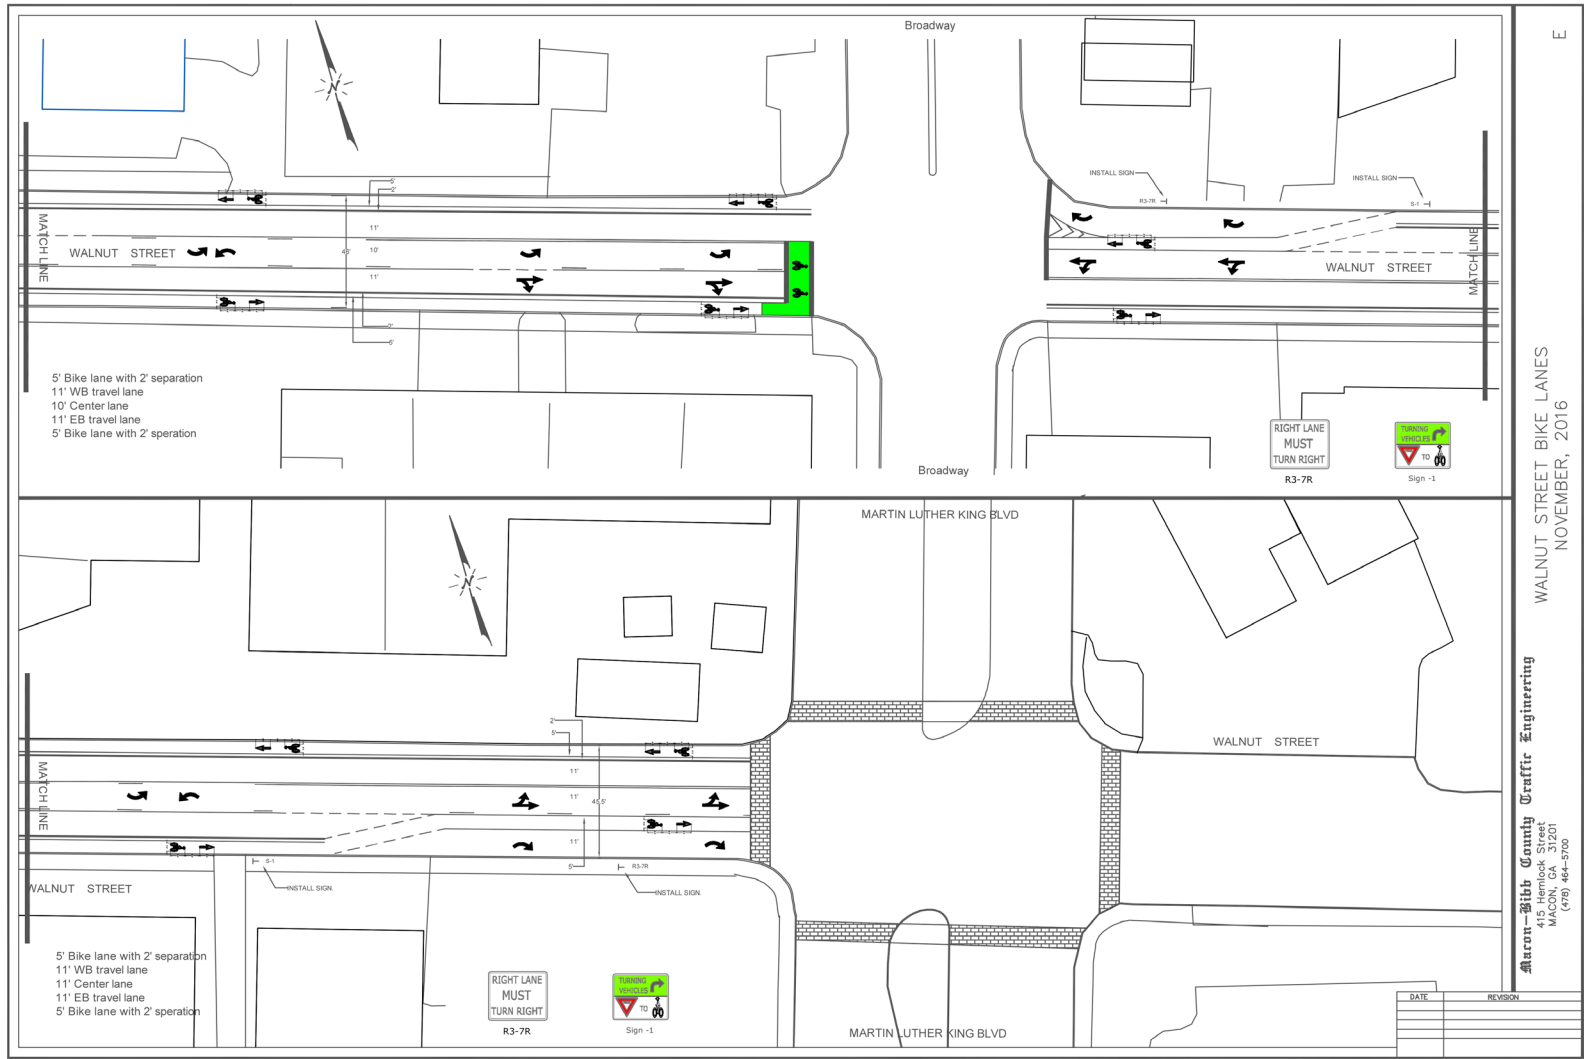 Broadway
N
INSTALL SIGN
R3-7R
INSTALL SIGN
S-1
5'
2'
11'
10'
11'
MATCH LINE
WALNUT STREET
WALNUT STREET
MATCH LINE
2'
5'
5' Bike lane with 2' separation
11' WB travel lane
10' Center lane
11' EB travel lane
5' Bike lane with 2' speration
RIGHT LANE
MUST
TURN RIGHT
R3-7R
TURNING
VEHICLES
TO
Sign -1
Broadway
MARTIN LUTHER KING BLVD
N
2'
5'
11'
11'
45.5'
11'
5'
MATCH LINE
WALNUT STREET
S-1
INSTALL SIGN.
R3-7R
INSTALL SIGN.
WALNUT STREET
5' Bike lane with 2' separation
11' WB travel lane
11' Center lane
11' EB travel lane
5' Bike lane with 2' speration
RIGHT LANE
MUST
TURN RIGHT
R3-7R
TURNING
VEHICLES
TO
Sign -1
MARTIN LUTHER KING BLVD
E
WALNUT STREET BIKE LANES
NOVEMBER, 2016
Macon-Bibb County Traffic Engineering
415 Hemlock Street
MACON, GA 31201
(478) 464-5700
DATE REVISION